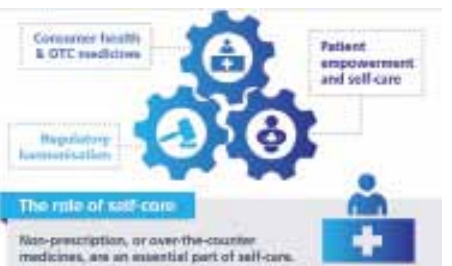 Consumer health
& OTC medicines
Patient
empowerment
and self-care
Regulatory
harmonisation
The role of self-care
Non-prescription, or over-the-counter
medicines, are an essential part of self-care.